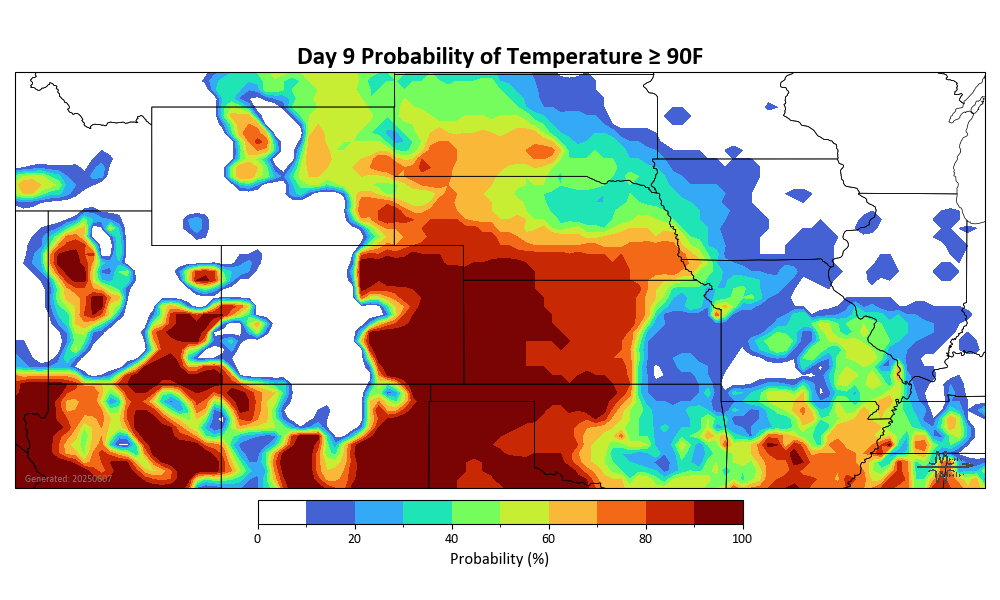 Day 9 Probability of Temperature ≥ 90F
Generated: 20250807
0 20 40 60 80 100
Probability (%)